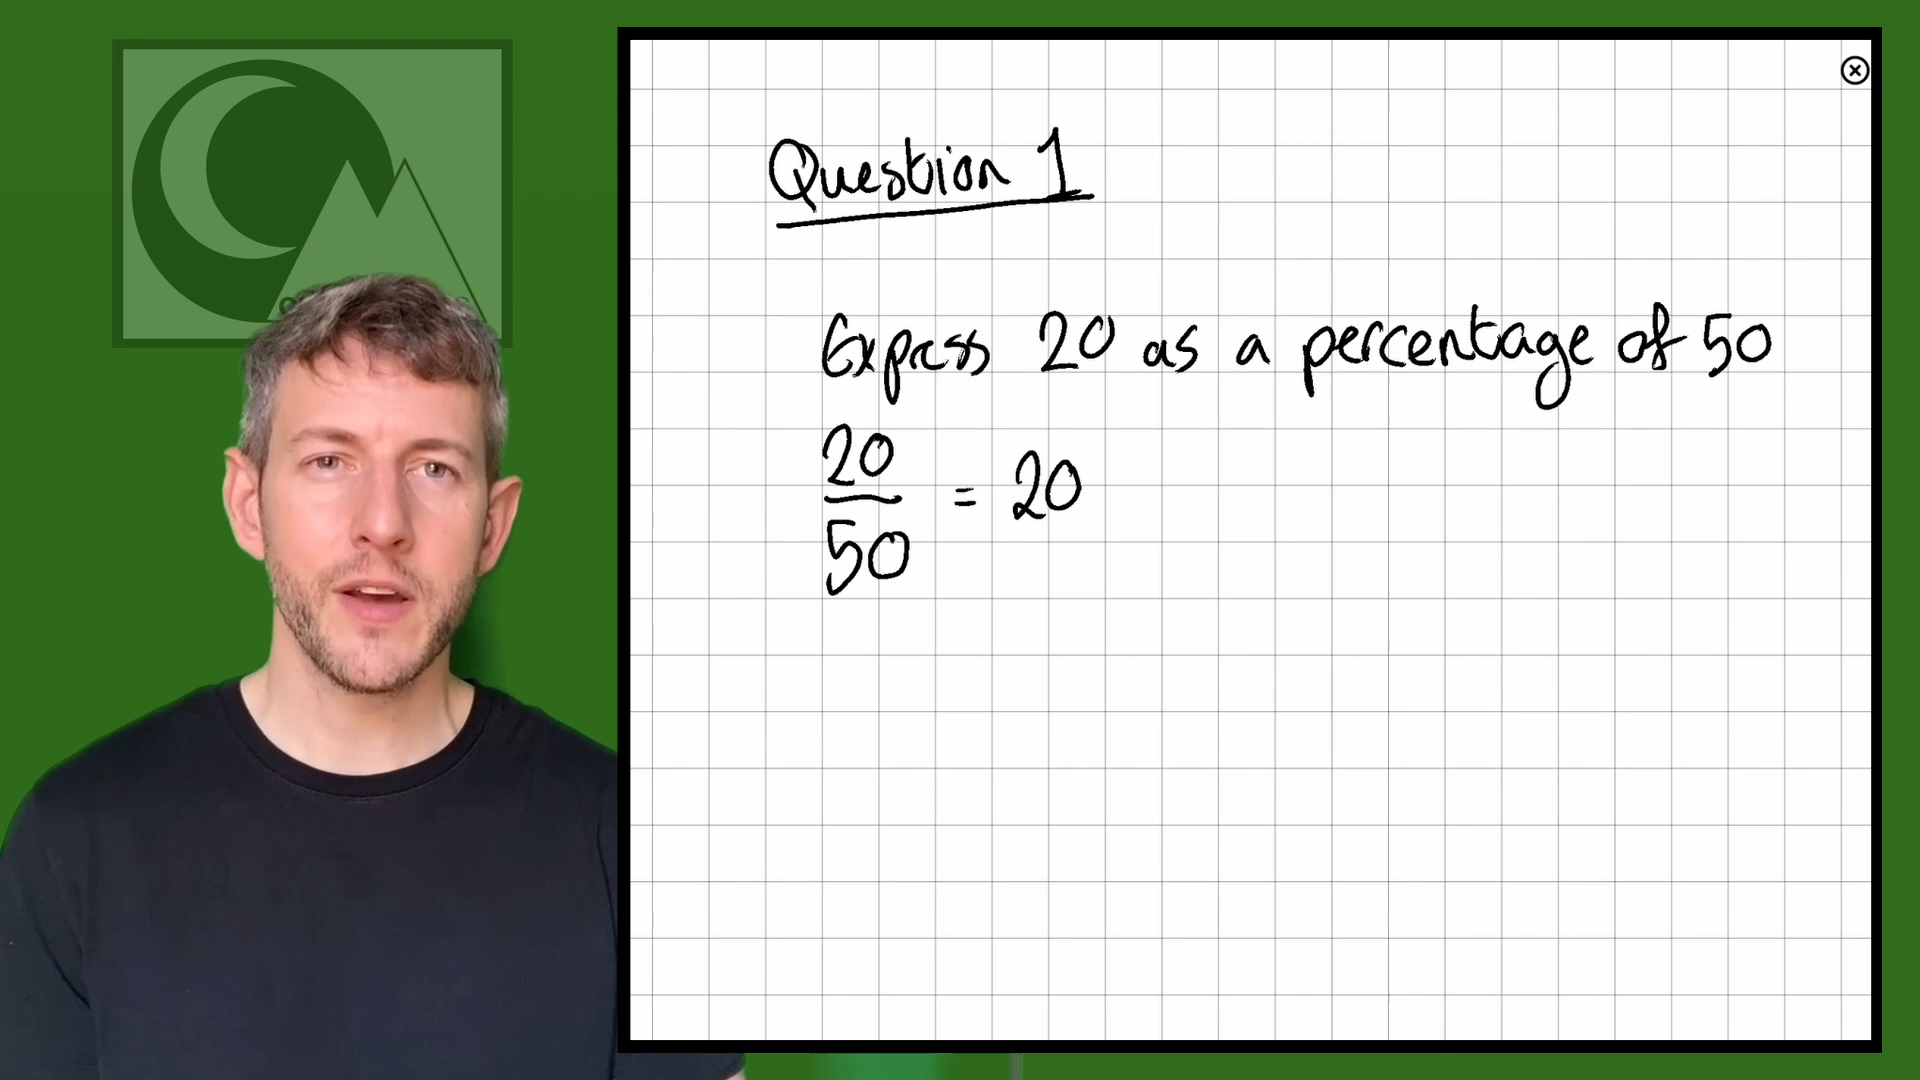 Question 1
Express 20 as a percentage of 50
20
50
= 20